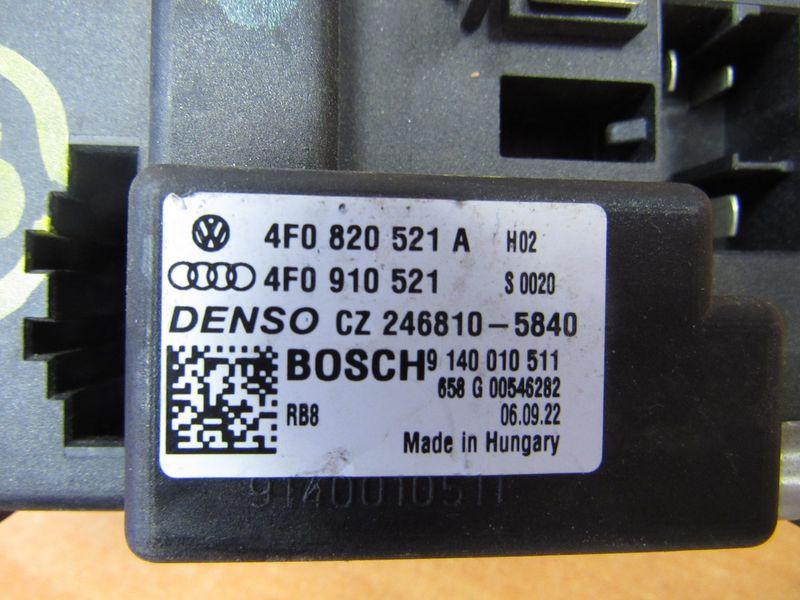 4F0 820 521 A H02
4F0 910 521 S 0020
DENSO CZ 246810-5840
BOSCH 9 140 010 511
658 G 00546282
RB8 06.09.22
Made in Hungary
9140010511